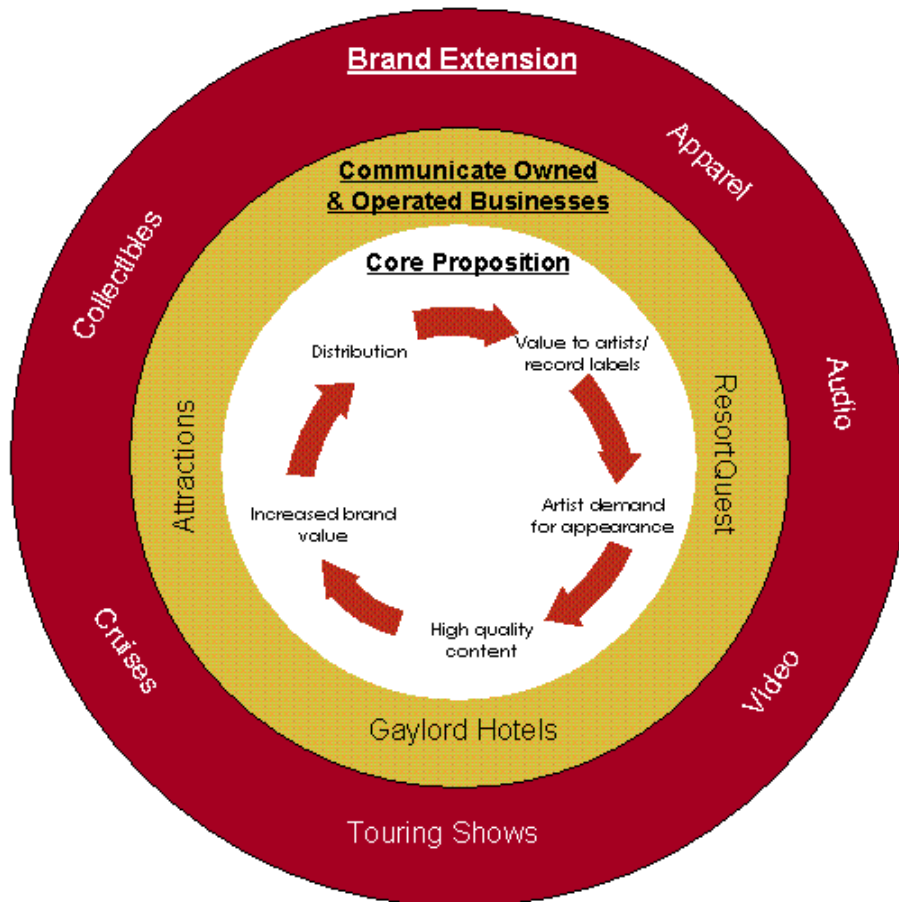 Brand Extension
Apparel
Audio
Video
Touring Shows
Cruises
Collectibles
Communicate Owned
& Operated Businesses
ResortQuest
Gaylord Hotels
Attractions
Core Proposition
Distribution
Value to artists/
record labels
Artist demand
for appearance
High quality
content
Increased brand
value